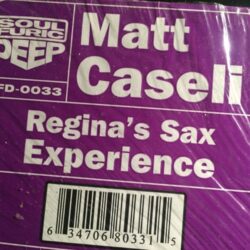 SOUL
FURIC
DEEP
FD-0033
Matt
Caseli
Regina's Sax
Experience
6 34706 80331 5